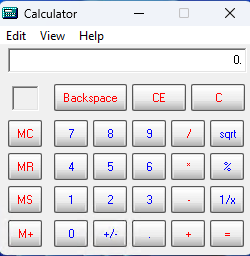 Calculator
Edit View Help
0.
Backspace CE C
MC 7 8 9 / sqrt
MR 4 5 6 * %
MS 1 2 3 - 1/x
M+ 0 +/- . + =